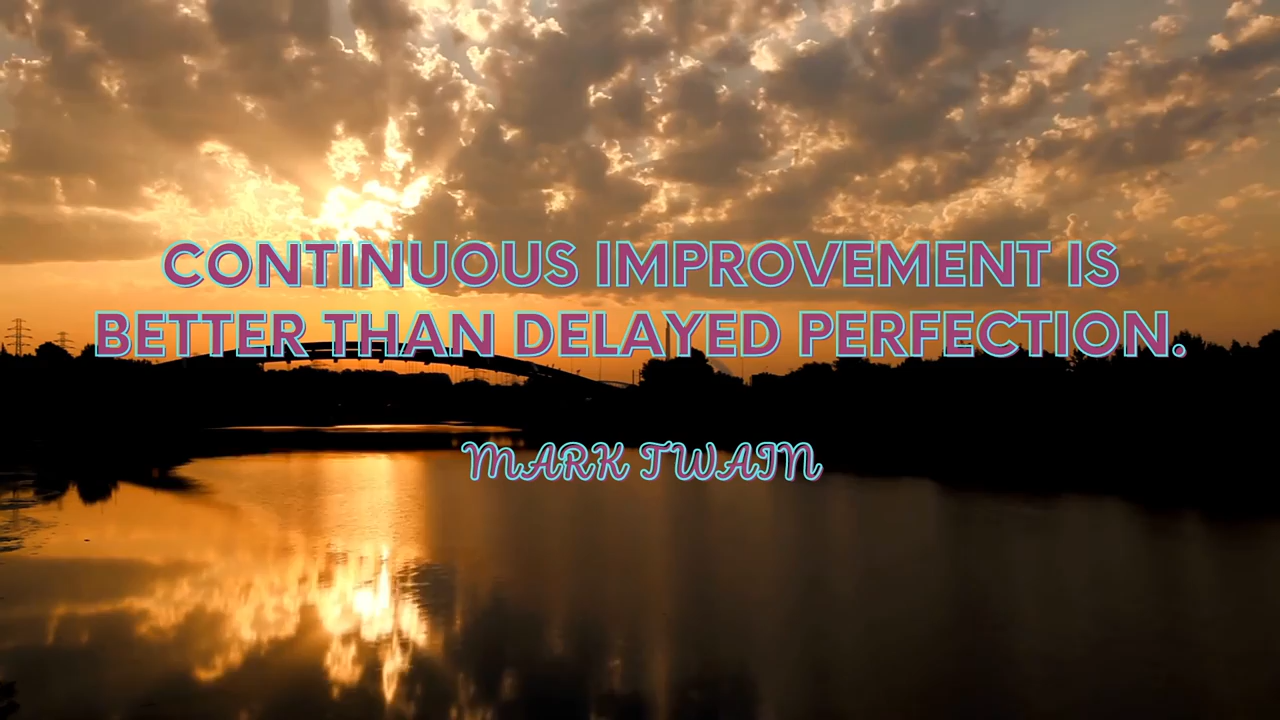 CONTINUOUS IMPROVEMENT IS
BETTER THAN DELAYED PERFECTION.
MARK TWAIN